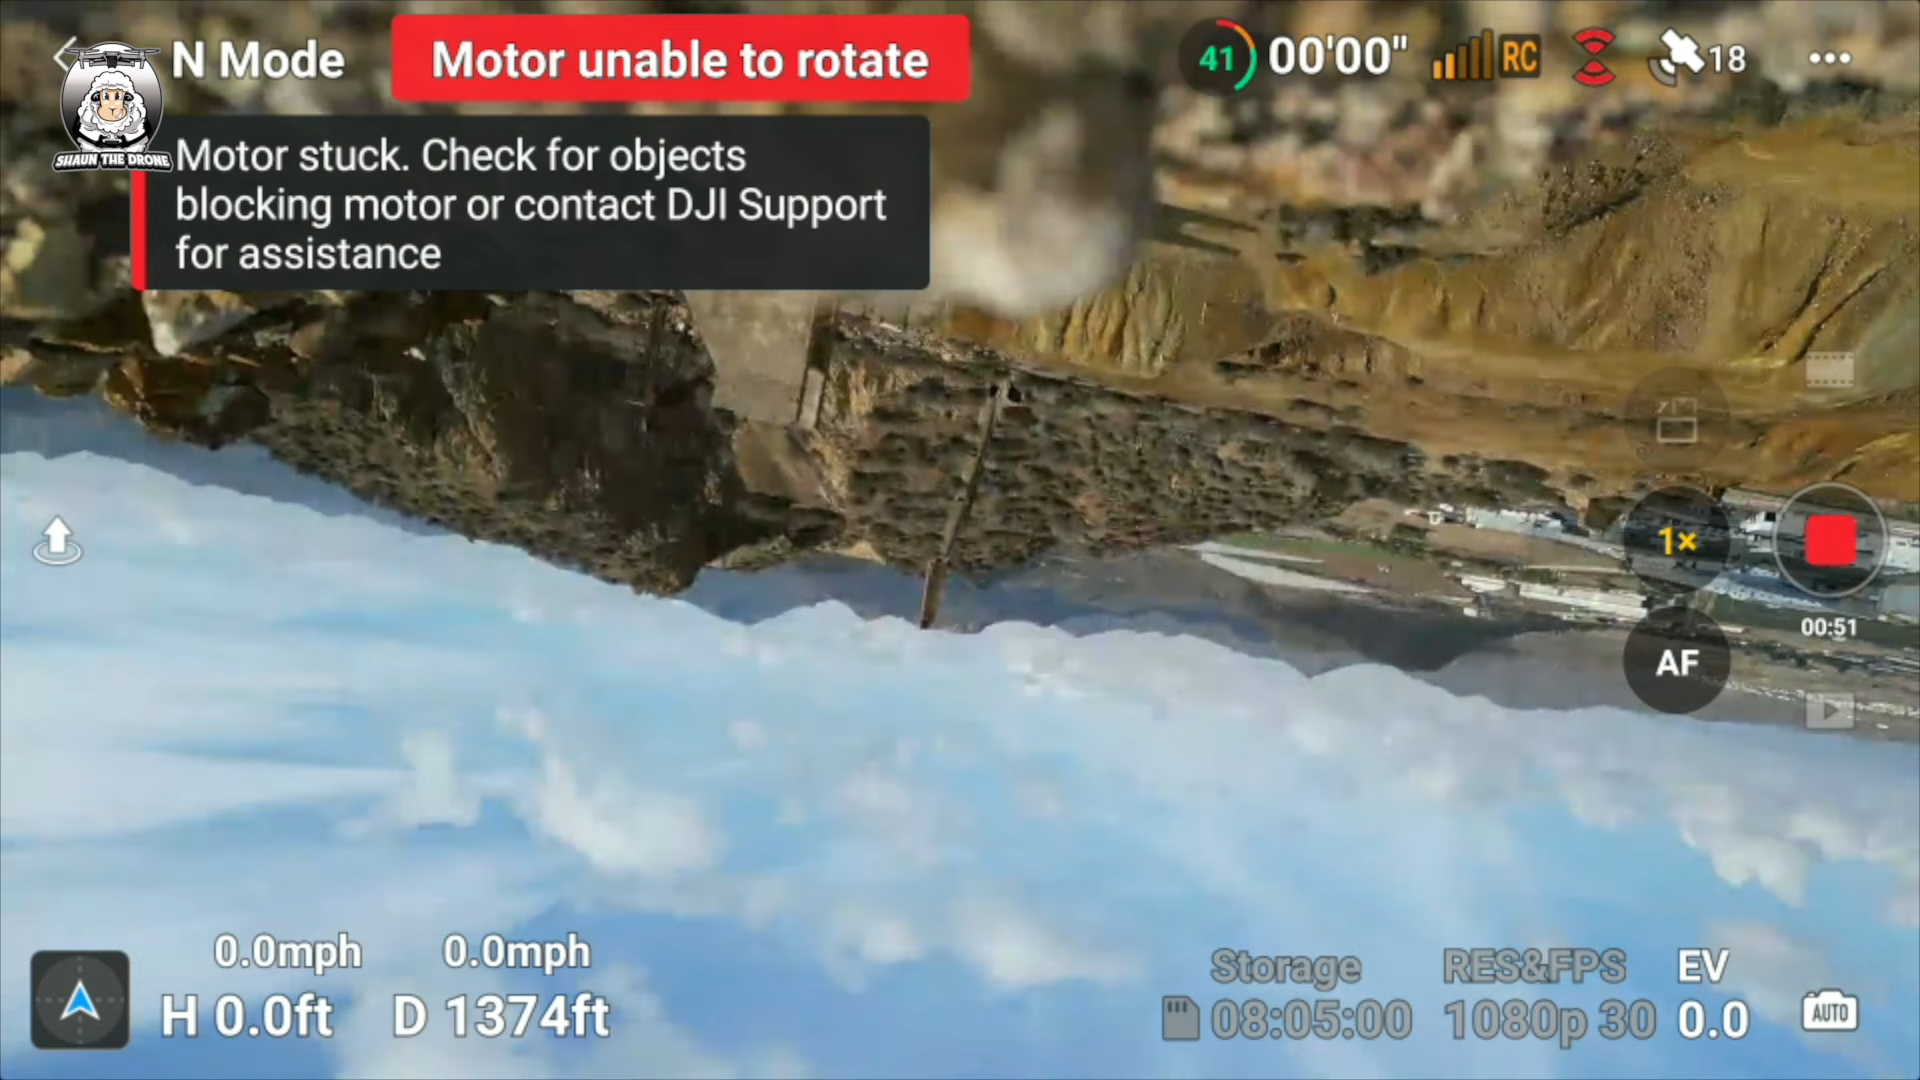 N Mode
Motor unable to rotate
41
00'00"
RC
18
SHAUN THE DRONE
Motor stuck. Check for objects
blocking motor or contact DJI Support
for assistance
1×
00:51
AF
0.0mph
0.0mph
H 0.0ft
D 1374ft
Storage
08:05:00
RES&FPS
1080p 30
EV
0.0
AUTO